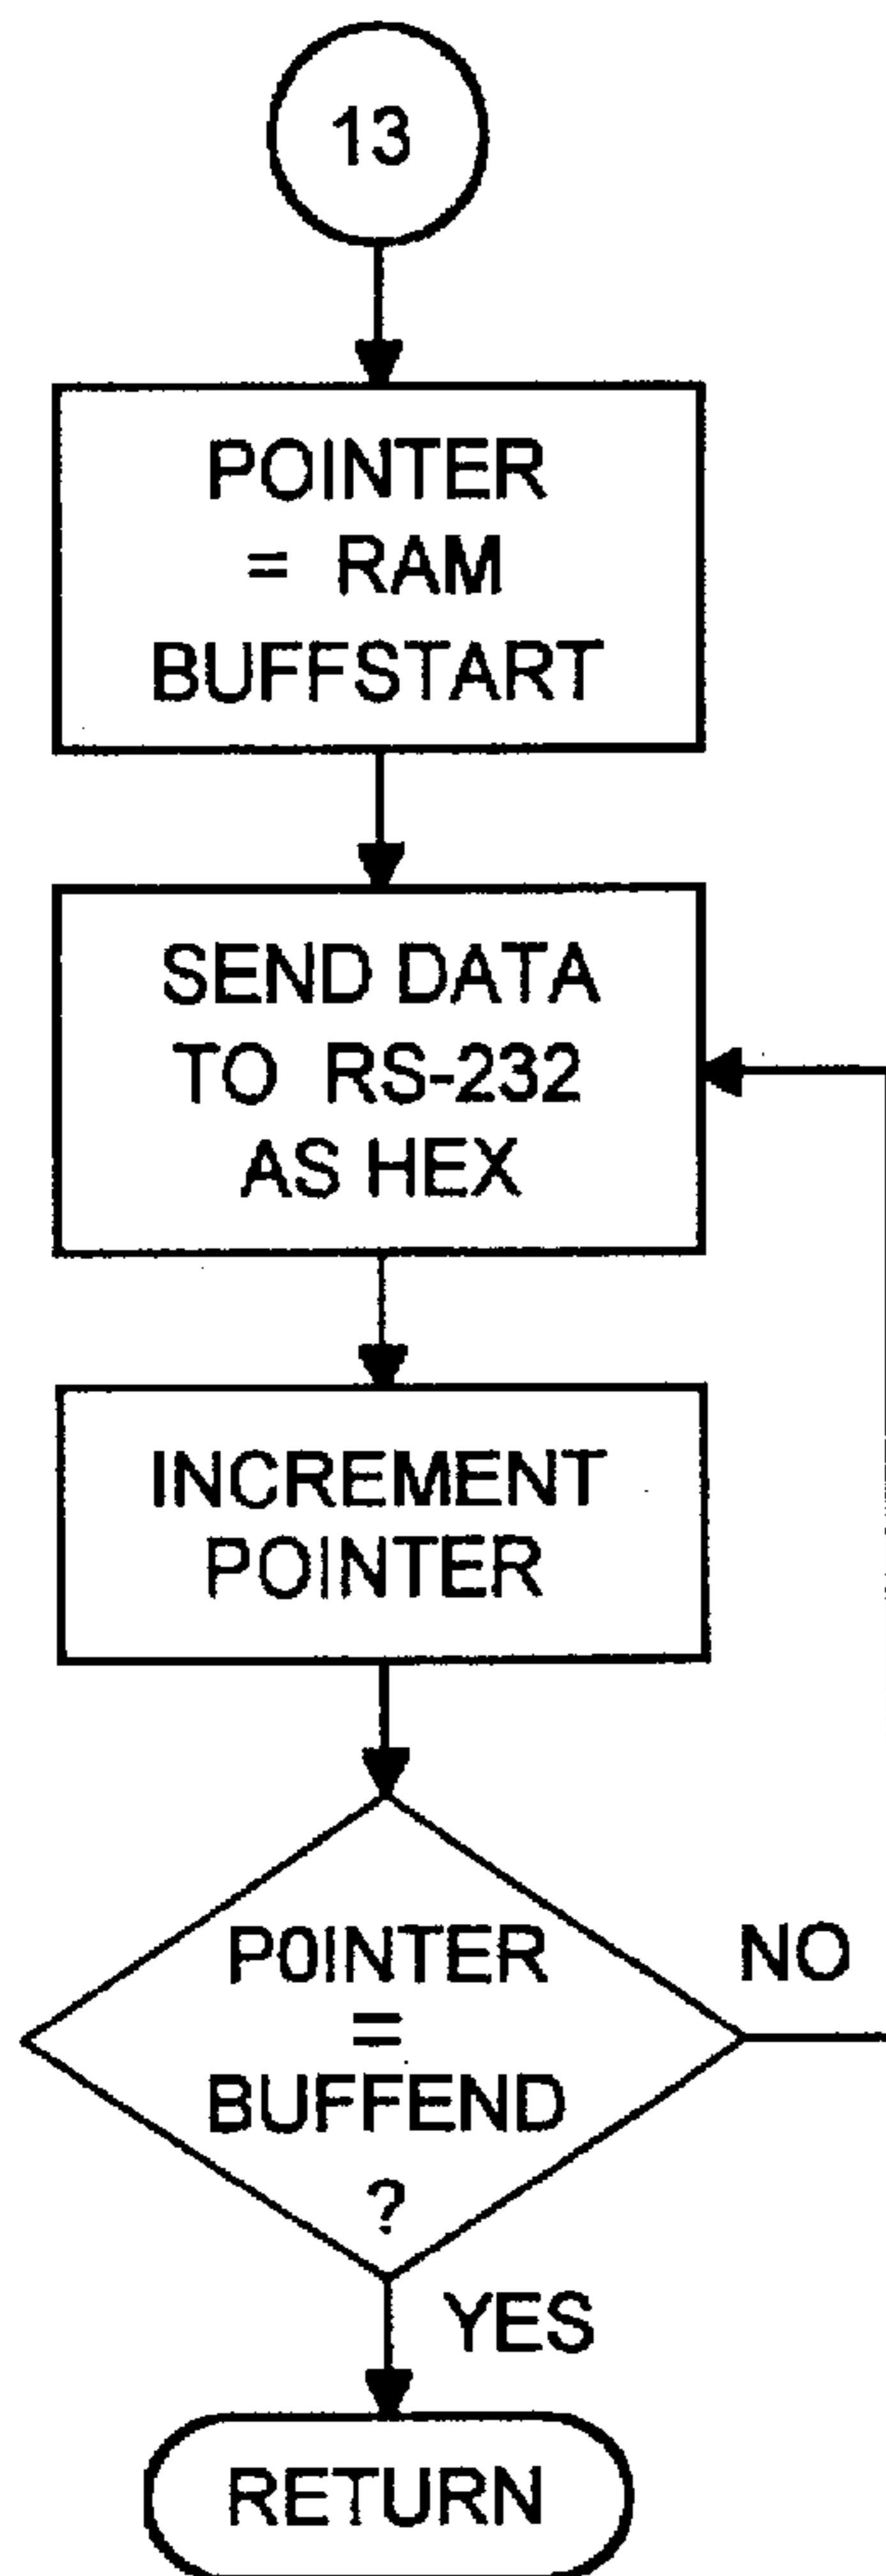 13
POINTER
= RAM
BUFFSTART
SEND DATA
TO RS-232
AS HEX
INCREMENT
POINTER
P0INTER
=
BUFFEND
?
NO
YES
RETURN